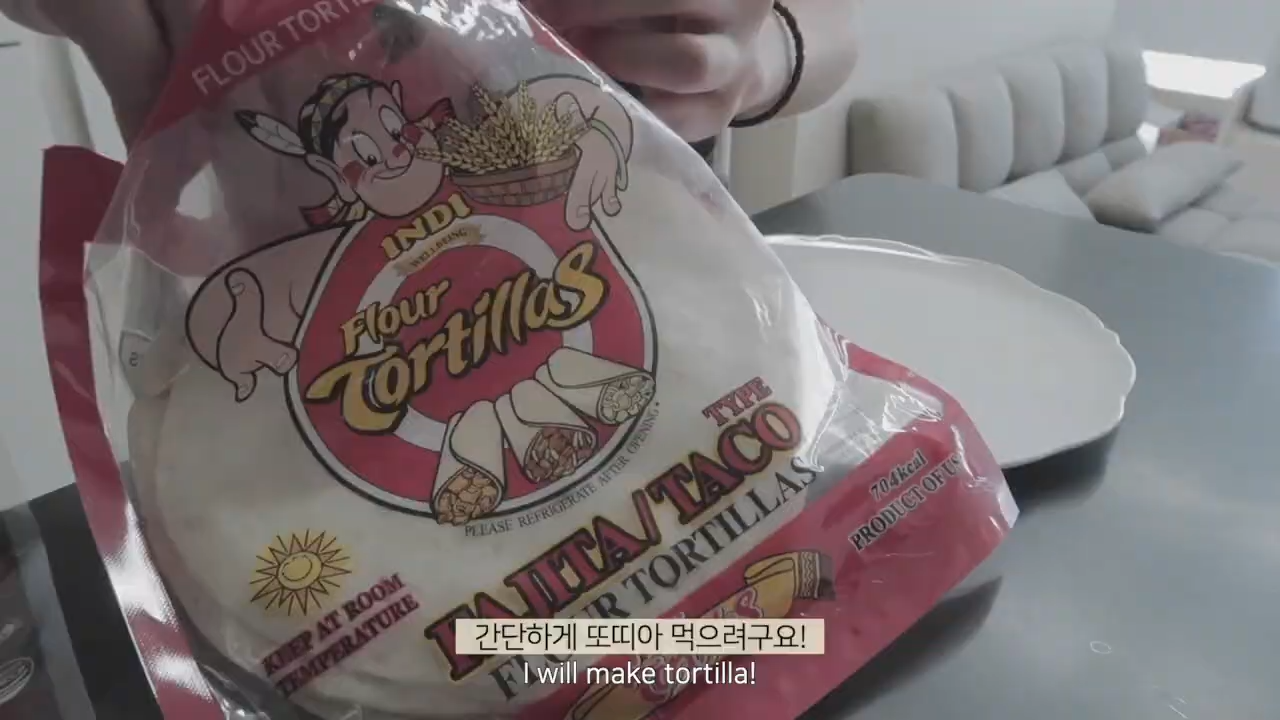 FLOUR TORTI
INDI
WELLBEING
Flour
Tortillas
PLEASE REFRIGERATE AFTER OPENING
TYPE
FAJITA/TACO
FLOUR TORTILLAS
704kcal
PRODUCT OF US
KEEP AT ROOM
TEMPERATURE
간단하게 또띠아 먹으려구요!
I will make tortilla!